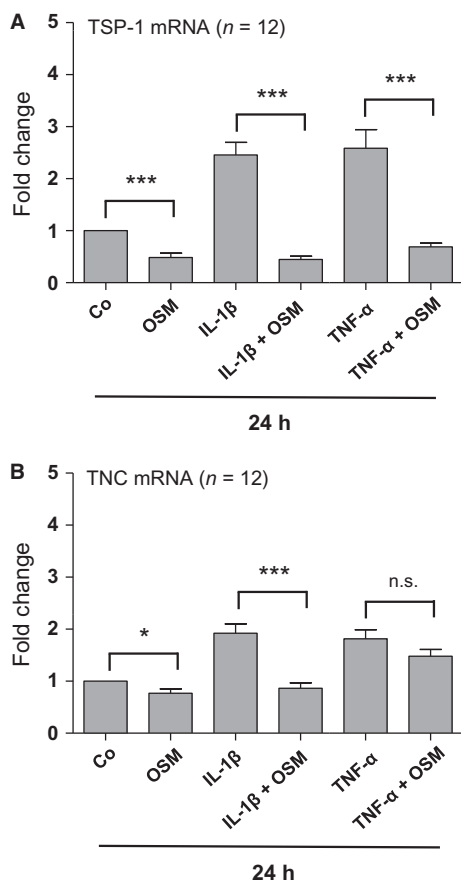 A
TSP-1 mRNA (n = 12)
Fold change
5
4
3
2
1
0
***
***
***
Co
OSM
IL-1β
IL-1β + OSM
TNF-α
TNF-α + OSM
24 h
B
TNC mRNA (n = 12)
Fold change
5
4
3
2
1
0
*
***
n.s.
Co
OSM
IL-1β
IL-1β + OSM
TNF-α
TNF-α + OSM
24 h